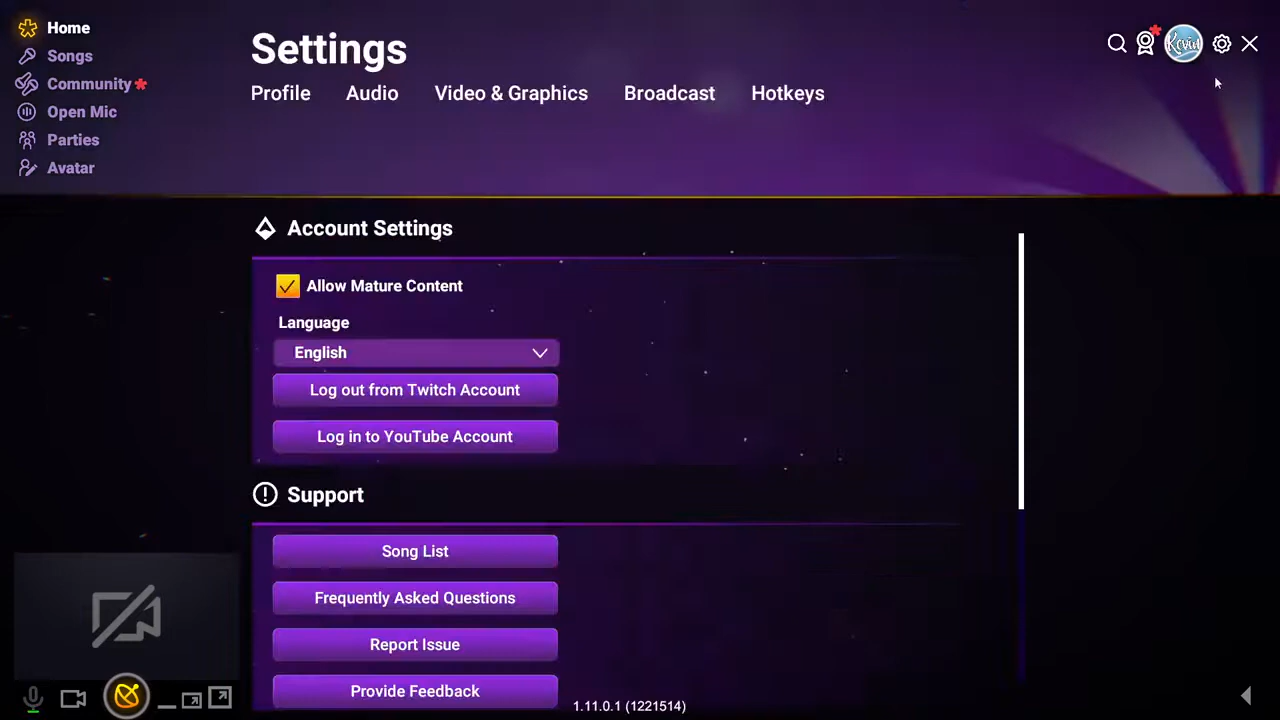 Home
Songs
Community
Open Mic
Parties
Avatar
Settings
Profile Audio Video & Graphics Broadcast Hotkeys
Kevin
Account Settings
Allow Mature Content
Language
English
Log out from Twitch Account
Log in to YouTube Account
Support
Song List
Frequently Asked Questions
Report Issue
Provide Feedback
1.11.0.1 (1221514)